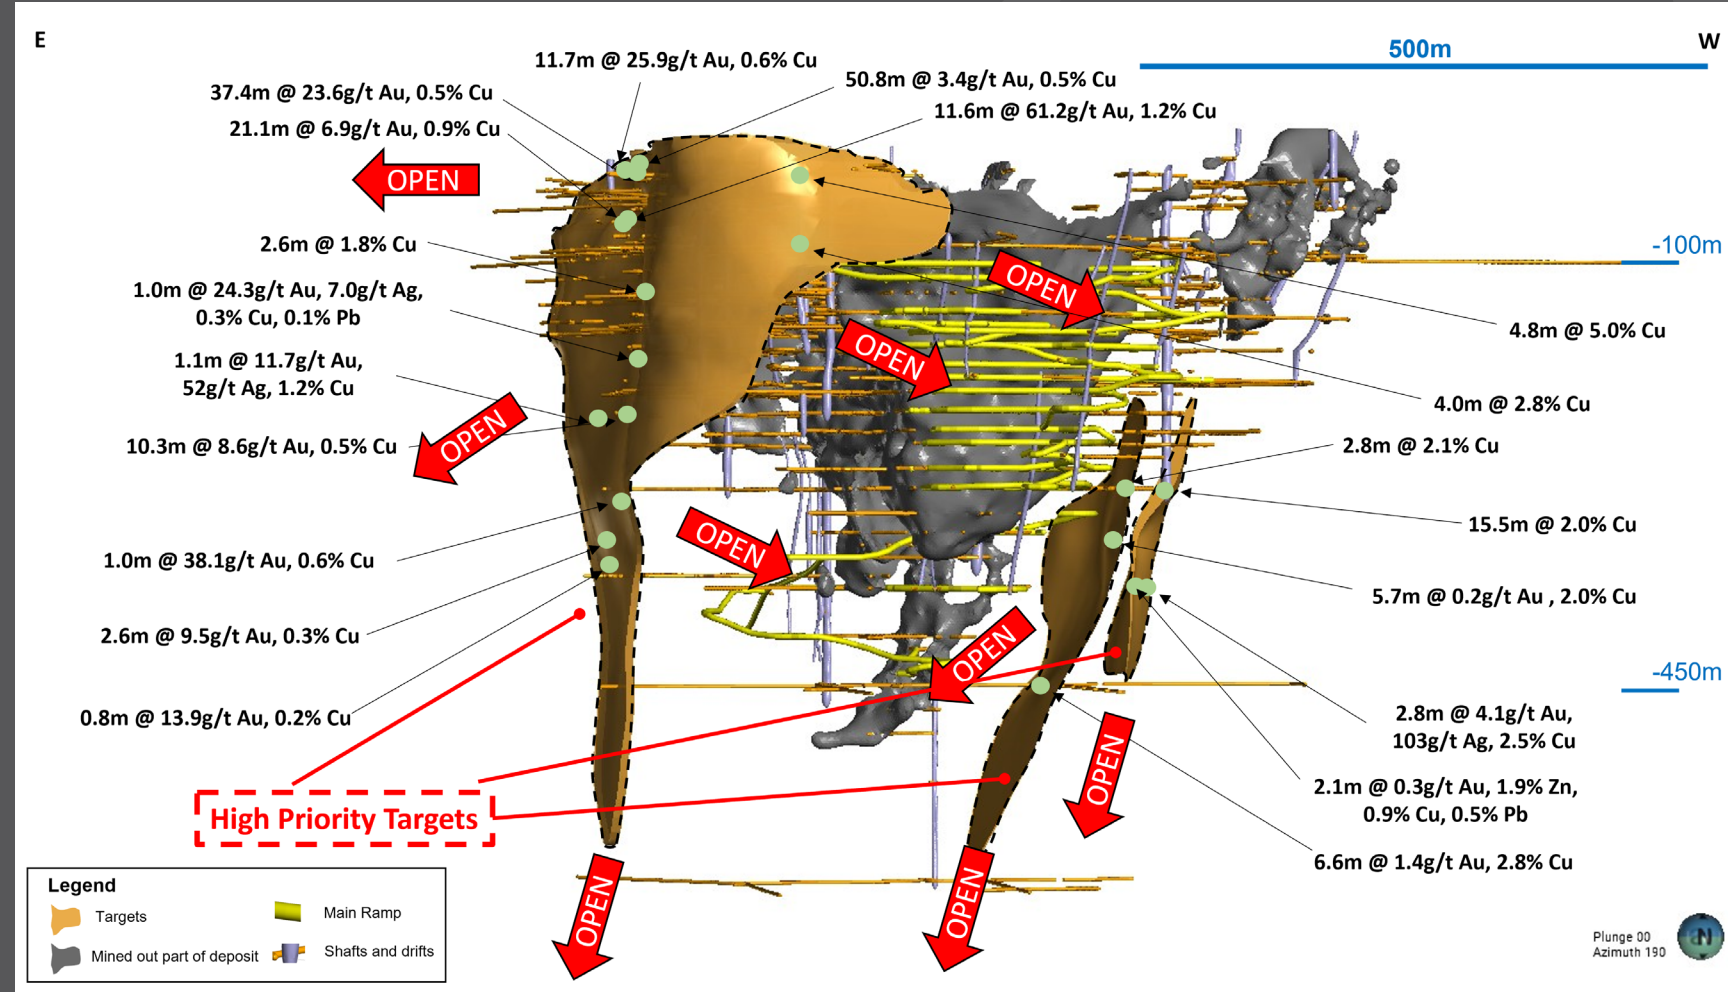 E
500m
W
11.7m @ 25.9g/t Au, 0.6% Cu
50.8m @ 3.4g/t Au, 0.5% Cu
37.4m @ 23.6g/t Au, 0.5% Cu
11.6m @ 61.2g/t Au, 1.2% Cu
21.1m @ 6.9g/t Au, 0.9% Cu
OPEN
2.6m @ 1.8% Cu
-100m
OPEN
1.0m @ 24.3g/t Au, 7.0g/t Ag,
0.3% Cu, 0.1% Pb
4.8m @ 5.0% Cu
OPEN
1.1m @ 11.7g/t Au,
52g/t Ag, 1.2% Cu
4.0m @ 2.8% Cu
OPEN
10.3m @ 8.6g/t Au, 0.5% Cu
2.8m @ 2.1% Cu
15.5m @ 2.0% Cu
OPEN
1.0m @ 38.1g/t Au, 0.6% Cu
5.7m @ 0.2g/t Au , 2.0% Cu
2.6m @ 9.5g/t Au, 0.3% Cu
OPEN
-450m
0.8m @ 13.9g/t Au, 0.2% Cu
2.8m @ 4.1g/t Au,
103g/t Ag, 2.5% Cu
OPEN
2.1m @ 0.3g/t Au, 1.9% Zn,
0.9% Cu, 0.5% Pb
High Priority Targets
6.6m @ 1.4g/t Au, 2.8% Cu
OPEN
OPEN
Legend
Targets
Main Ramp
Mined out part of deposit
Shafts and drifts
Plunge 00
Azimuth 190
N